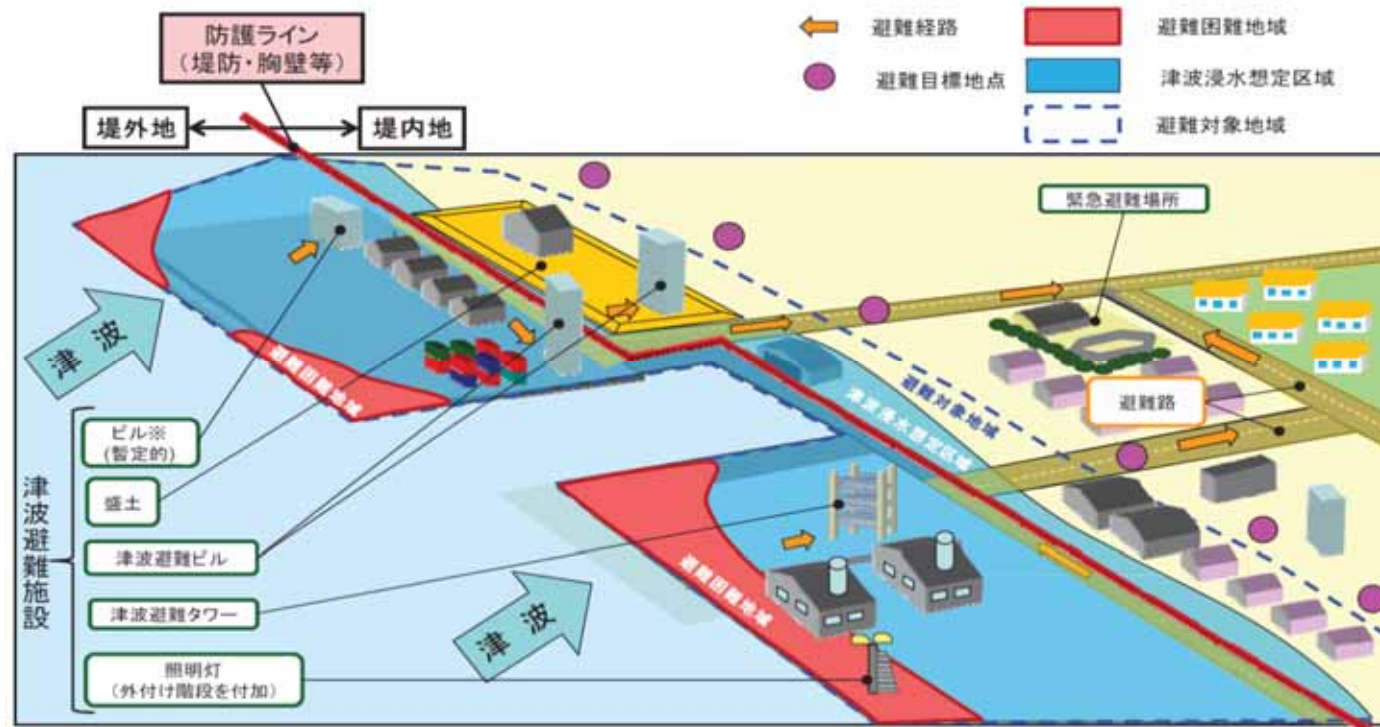 防護ライン
（堤防・胸壁等）
堤外地
堤内地
避難経路
避難困難地域
避難目標地点
津波浸水想定区域
避難対象地域
緊急避難場所
津波
避難困難地域
避難対象地域
津波浸水想定区域
避難路
津波避難施設
ビル※
(暫定的)
盛土
津波避難ビル
津波避難タワー
照明灯
（外付け階段を付加）
津波
避難困難地域